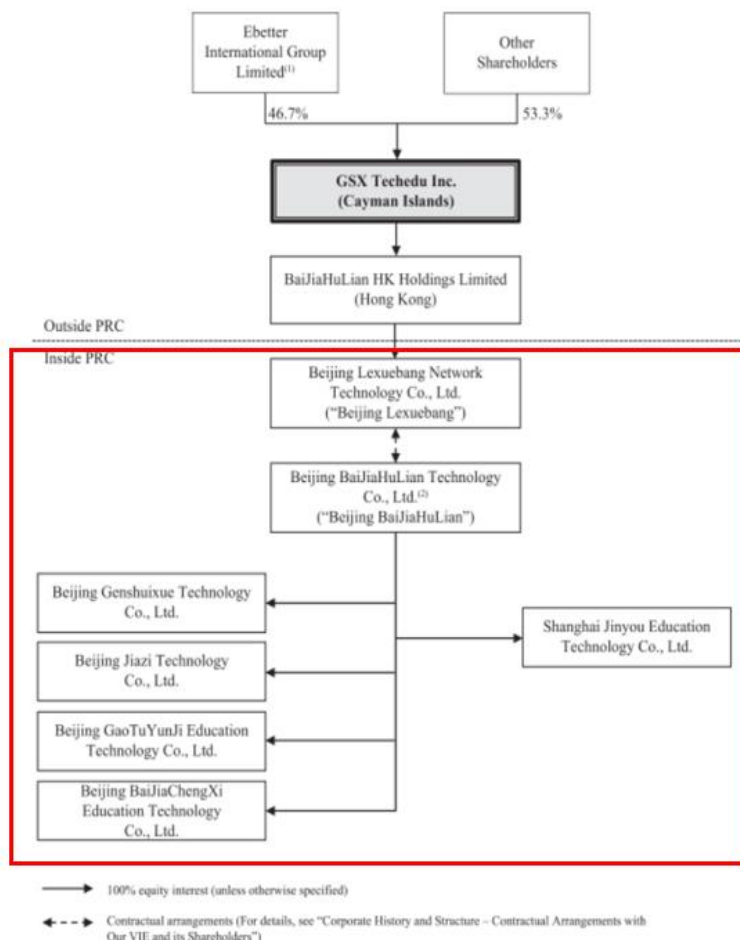 Ebetter
International Group
Limited(1)
Other
Shareholders
46.7%
53.3%
GSX Techedu Inc.
(Cayman Islands)
BaiJiaHuLian HK Holdings Limited
(Hong Kong)
Outside PRC
Inside PRC
Beijing Lexuebang Network
Technology Co., Ltd.
(“Beijing Lexuebang”)
Beijing BaiJiaHuLian Technology
Co., Ltd.(2)
(“Beijing BaiJiaHuLian”)
Beijing Genshuixue Technology
Co., Ltd.
Shanghai Jinyou Education
Technology Co., Ltd.
Beijing Jiazi Technology
Co., Ltd.
Beijing GaoTuYunJi Education
Technology Co., Ltd.
Beijing BaiJiaChengXi
Education Technology
Co., Ltd.
100% equity interest (unless otherwise specified)
Contractual arrangements (For details, see “Corporate History and Structure – Contractual Arrangements with
Our VIE and its Shareholders”)